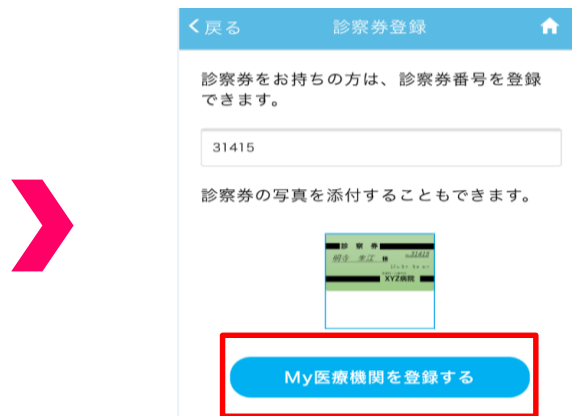 戻る 診察券登録
診察券をお持ちの方は、診察券番号を登録
できます。
31415
診察券の写真を添付することもできます。
診察券
様 31415
XYZ病院
My医療機関を登録する